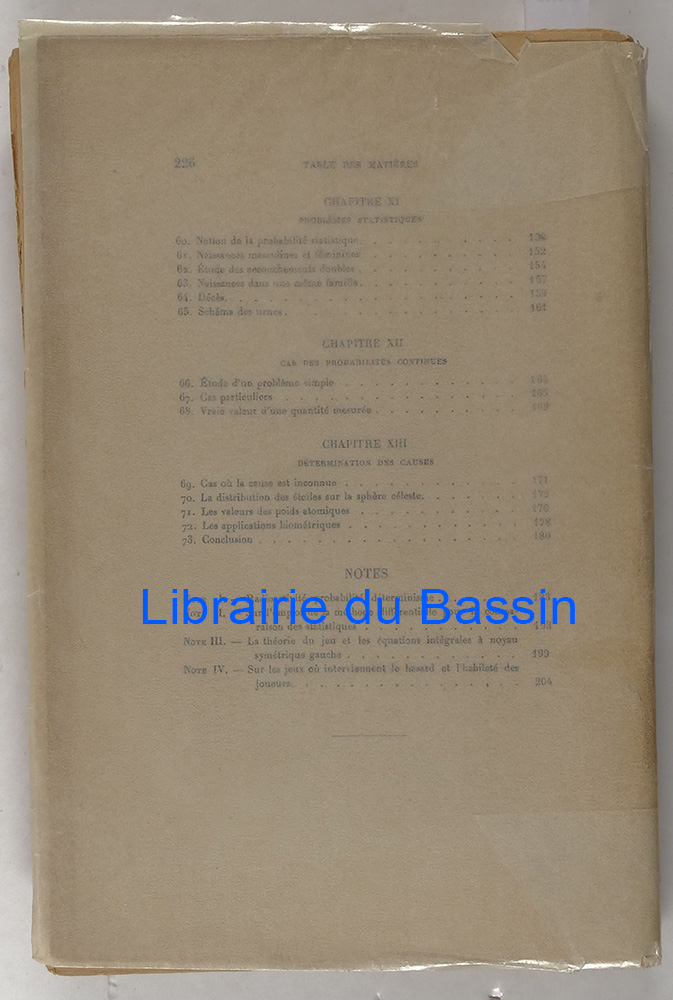 226 TABLE DES MATIÈRES
CHAPITRE XI
PROBLÈMES STATISTIQUES
60. Notion de la probabilité statistique
61. Naissances masculines et féminines 152
62. Étude des accouchements doubles 154
63. Naissances dans une même famille 157
64. Décès. 159
65. Schéma des urnes. 161
CHAPITRE XII
CAS DES PROBABILITÉS CONTINUES
66. Étude d'un problème simple
67. Cas particuliers
68. Vraie valeur d'une quantité mesurée
CHAPITRE XIII
DÉTERMINATION DES CAUSES
69. Cas où la cause est inconnue 171
70. La distribution des étoiles sur la sphère céleste.
71. Les valeurs des poids atomiques
72. Les applications biométriques 178
73. Conclusion 180
NOTES
probabilité, déterminisme
Librairie du Bassin
raison des statistiques
NOTE III. — La théorie du jeu et les équations intégrales à noyau
symétrique gauche 199
NOTE IV. — Sur les jeux où interviennent le hasard et l'habileté des
joueurs. 204